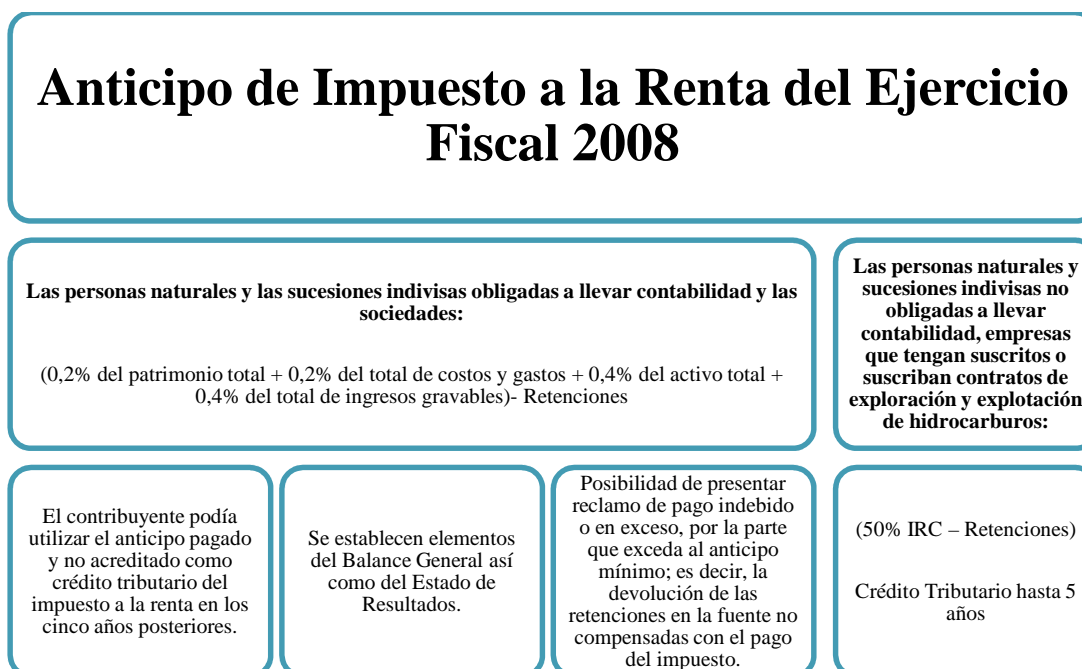 Anticipo de Impuesto a la Renta del Ejercicio
Fiscal 2008
Las personas naturales y las sucesiones indivisas obligadas a llevar contabilidad y las
sociedades:
(0,2% del patrimonio total + 0,2% del total de costos y gastos + 0,4% del activo total +
0,4% del total de ingresos gravables)- Retenciones
Las personas naturales y
sucesiones indivisas no
obligadas a llevar
contabilidad, empresas
que tengan suscritos o
suscriban contratos de
exploración y explotación
de hidrocarburos:
El contribuyente podía
utilizar el anticipo pagado
y no acreditado como
crédito tributario del
impuesto a la renta en los
cinco años posteriores.
Se establecen elementos
del Balance General así
como del Estado de
Resultados.
Posibilidad de presentar
reclamo de pago indebido
o en exceso, por la parte
que exceda al anticipo
mínimo; es decir, la
devolución de las
retenciones en la fuente no
compensadas con el pago
del impuesto.
(50% IRC – Retenciones)
Crédito Tributario hasta 5
años